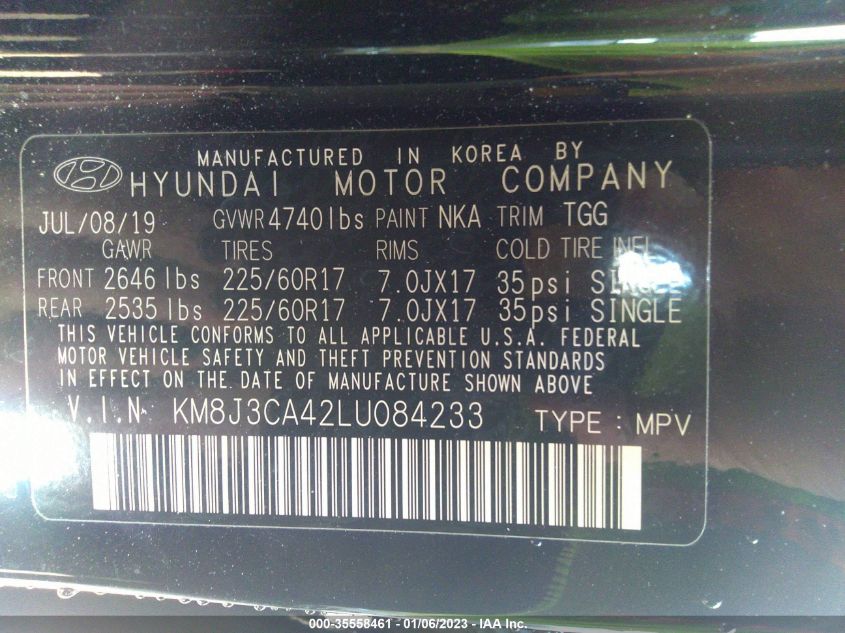 MANUFACTURED IN KOREA BY
HYUNDAI MOTOR COMPANY
JUL/08/19 GVWR 4740lbs PAINT NKA TRIM TGG
GAWR TIRES RIMS COLD TIRE INFL
FRONT 2646 lbs 225/60R17 7.0JX17 35psi SINGLE
REAR 2535 lbs 225/60R17 7.0JX17 35psi SINGLE
THIS VEHICLE CONFORMS TO ALL APPLICABLE U.S.A. FEDERAL
MOTOR VEHICLE SAFETY AND THEFT PREVENTION STANDARDS
IN EFFECT ON THE DATE OF MANUFACTURE SHOWN ABOVE
V.I.N KM8J3CA42LU084233 TYPE : MPV
000-35558461 - 01/06/2023 - IAA Inc.